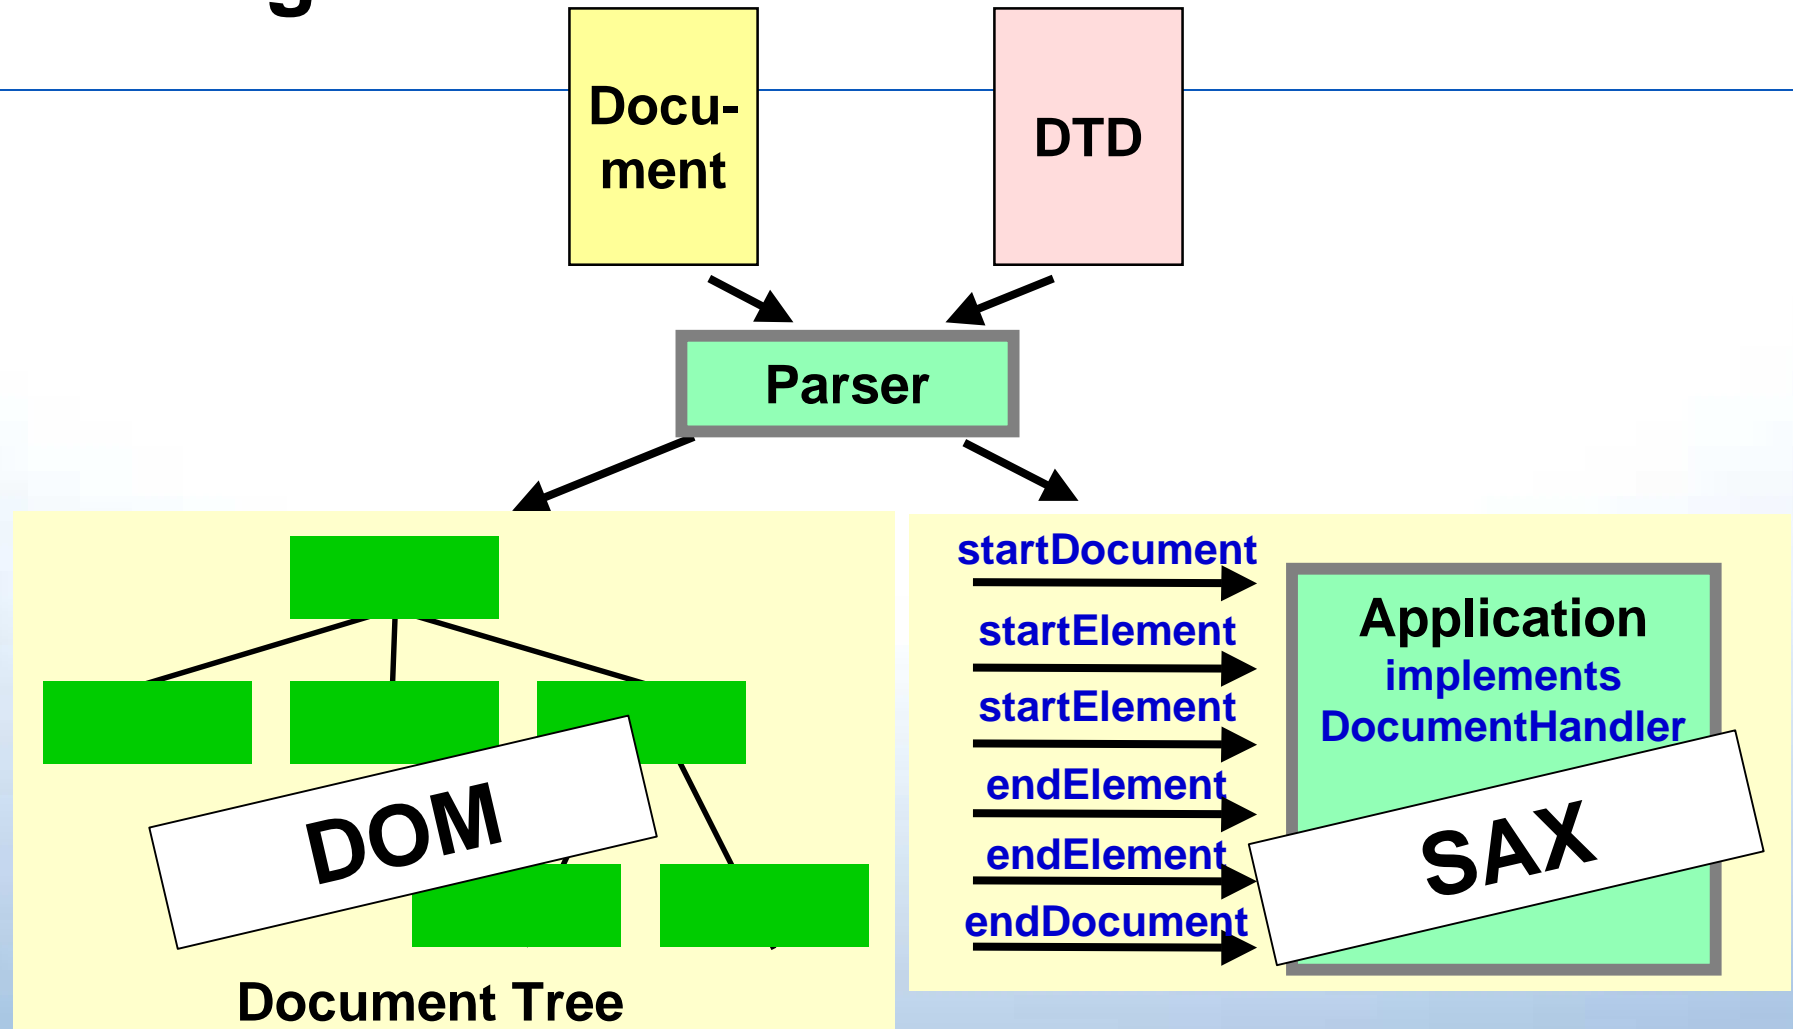 Docu-
ment
DTD
Parser
DOM
Document Tree
startDocument
startElement
startElement
endElement
endElement
endDocument
Application
implements
DocumentHandler
SAX